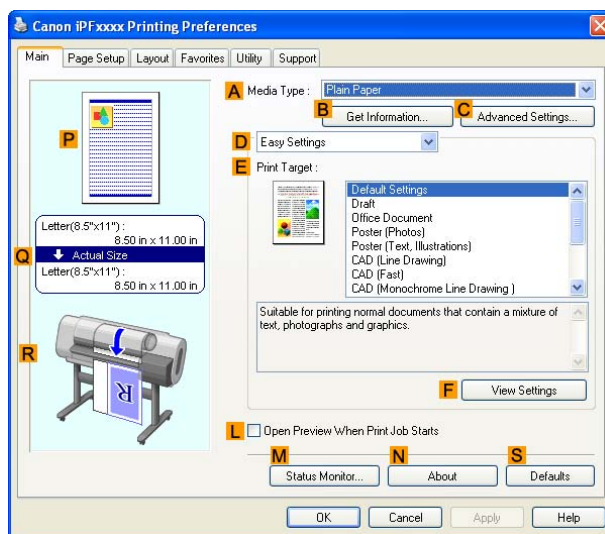 Canon iPFxxxx Printing Preferences
Main Page Setup Layout Favorites Utility Support
A Media Type : Plain Paper
B Get Information... C Advanced Settings...
D Easy Settings
E Print Target :
P
Default Settings
Draft
Office Document
Poster (Photos)
Poster (Text, Illustrations)
CAD (Line Drawing)
CAD (Fast)
CAD (Monochrome Line Drawing )
Letter(8.5"x11") :
8.50 in x 11.00 in
Q Actual Size
Letter(8.5"x11") :
8.50 in x 11.00 in
Suitable for printing normal documents that contain a mixture of
text, photographs and graphics.
R
R
F View Settings
L Open Preview When Print Job Starts
M Status Monitor... N About S Defaults
OK Cancel Apply Help